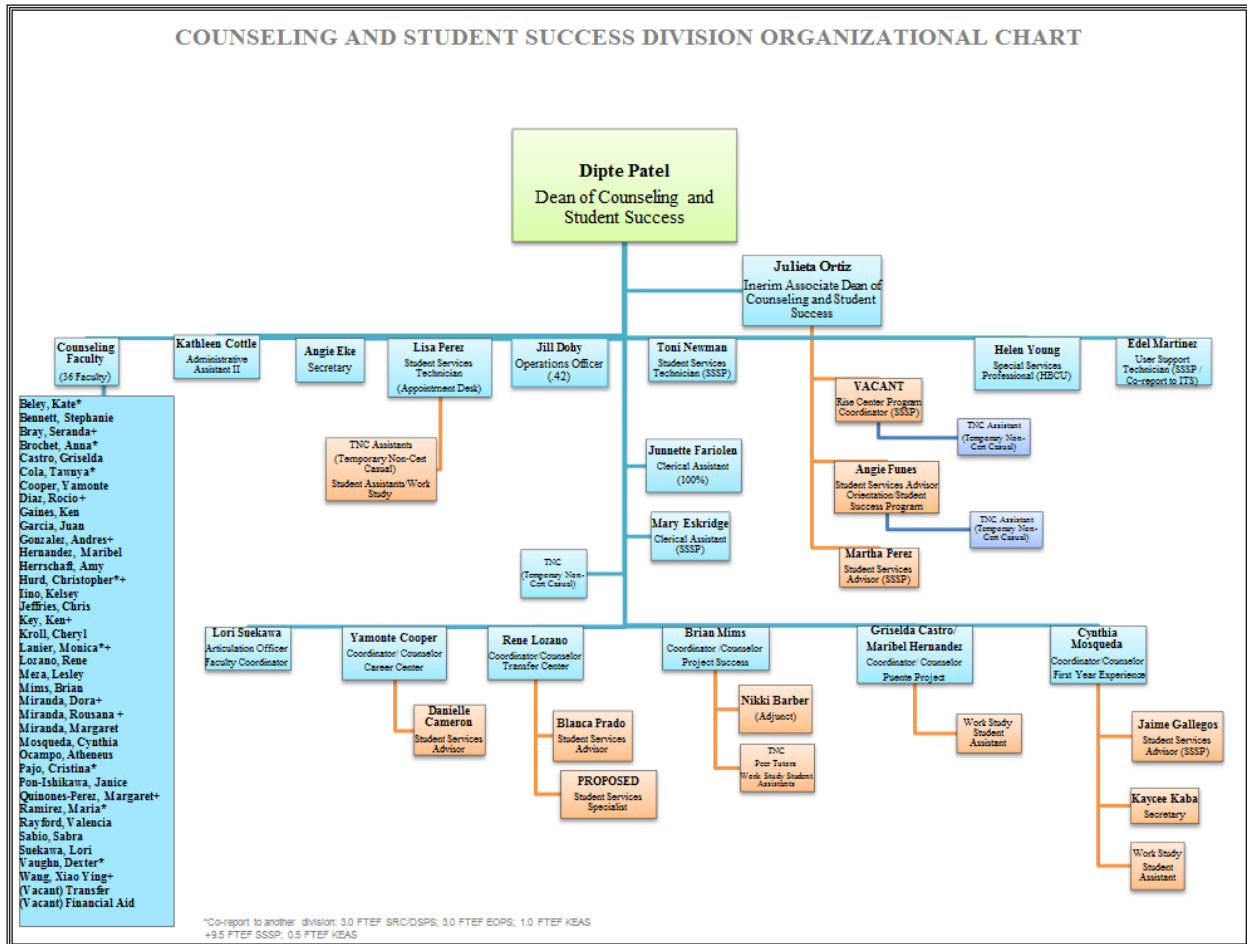 COUNSELING AND STUDENT SUCCESS DIVISION ORGANIZATIONAL CHART
Dipte Patel
Dean of Counseling and
Student Success
Julieta Ortiz
Inerim Associate Dean of
Counseling and Student
Success
Counseling
Faculty
(36 Faculty)
Kathleen Cottle
Administrative
Assistant II
Angie Eke
Secretary
Lisa Perez
Student Services
Technician
(Appointment Desk)
Jill Dohy
Operations Officer
(.42)
Toni Newman
Student Services
Technician (SSSP)
Helen Young
Special Services
Professional (HBCU)
Edel Martinez
User Support
Technician (SSSP /
Co-report to ITS)
Beley, Kate*
Bennett, Stephanie
Bray, Seranda+
Brochet, Anna*
Castro, Griselda
Cola, Tawnya*
Cooper, Yamonte
Diaz, Rocio+
Gaines, Ken
Garcia, Juan
Gonzalez, Andres+
Hernandez, Maribel
Herrschaft, Amy
Hurd, Christopher*+
Iino, Kelsey
Jeffries, Chris
Key, Ken+
Kroll, Cheryl
Lanier, Monica*+
Lozano, Rene
Meza, Lesley
Mims, Brian
Miranda, Dora+
Miranda, Rousana +
Miranda, Margaret
Mosqueda, Cynthia
Ocampo, Atheneus
Pajo, Cristina*
Pon-Ishikawa, Janice
Quinones-Perez, Margaret+
Ramirez, Maria*
Rayford, Valencia
Sabio, Sabra
Suekawa, Lori
Vaughn, Dexter*
Wang, Xiao Ying+
(Vacant) Transfer
(Vacant) Financial Aid
TNC Assistants
(Temporary Non-Cert
Casual)
Student Assistants/Work
Study
Junnette Fariolen
Clerical Assistant
(100%)
Mary Eskridge
Clerical Assistant
(SSSP)
TNC
(Temporary Non-
Cert Casual)
VACANT
Rise Center Program
Coordinator (SSSP)
TNC Assistant
(Temporary Non-
Cert Casual)
Angie Funes
Student Services Advisor
Orientation/Student
Success Program
TNC Assistant
(Temporary Non-
Cert Casual)
Martha Perez
Student Services
Advisor (SSSP)
Lori Suekawa
Articulation Officer
Faculty Coordinator
Yamonte Cooper
Coordinator/ Counselor
Career Center
Danielle
Cameron
Student Services
Advisor
Rene Lozano
Coordinator/Counselor
Transfer Center
Blanca Prado
Student Services
Advisor
PROPOSED
Student Services
Specialist
Brian Mims
Coordinator /Counselor
Project Success
Nikki Barber
(Adjunct)
TNC
Peer Tutors
Work Study Student
Assistants
Griselda Castro/
Maribel Hernandez
Coordinator/ Counselor
Puente Project
Work Study
Student
Assistant
Cynthia
Mosqueda
Coordinator/Counselor
First Year Experience
Jaime Gallegos
Student Services
Advisor (SSSP)
Kaycee Kaba
Secretary
Work Study
Student
Assistant
*Co-report to another division: 3.0 FTEF SRC/DSPS; 3.0 FTEF EOPS; 1.0 FTEF KEAS
+9.5 FTEF SSSP; 0.5 FTEF KEAS